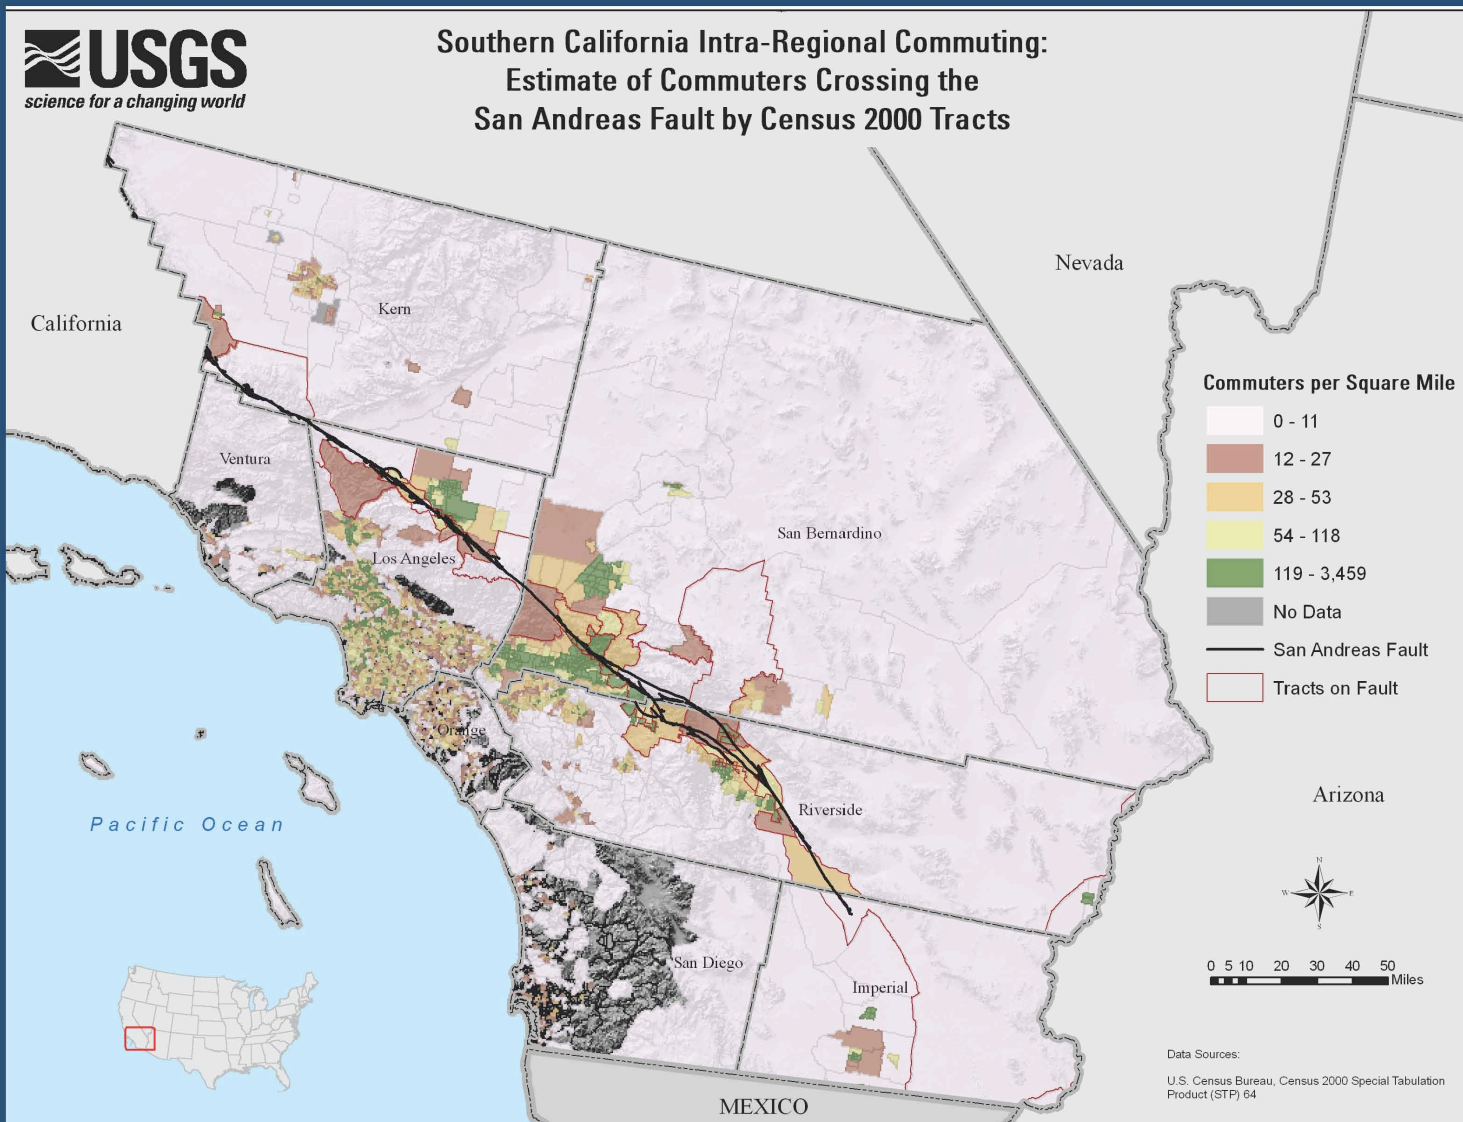 USGS
science for a changing world
Southern California Intra-Regional Commuting:
Estimate of Commuters Crossing the
San Andreas Fault by Census 2000 Tracts
Nevada
California
Kern
Ventura
Los Angeles
San Bernardino
Orange
Riverside
Pacific Ocean
San Diego
Imperial
Arizona
MEXICO
Commuters per Square Mile
0 - 11
12 - 27
28 - 53
54 - 118
119 - 3,459
No Data
San Andreas Fault
Tracts on Fault
N
W E
S
0 5 10 20 30 40 50
Miles
Data Sources:
U.S. Census Bureau, Census 2000 Special Tabulation
Product (STP) 64